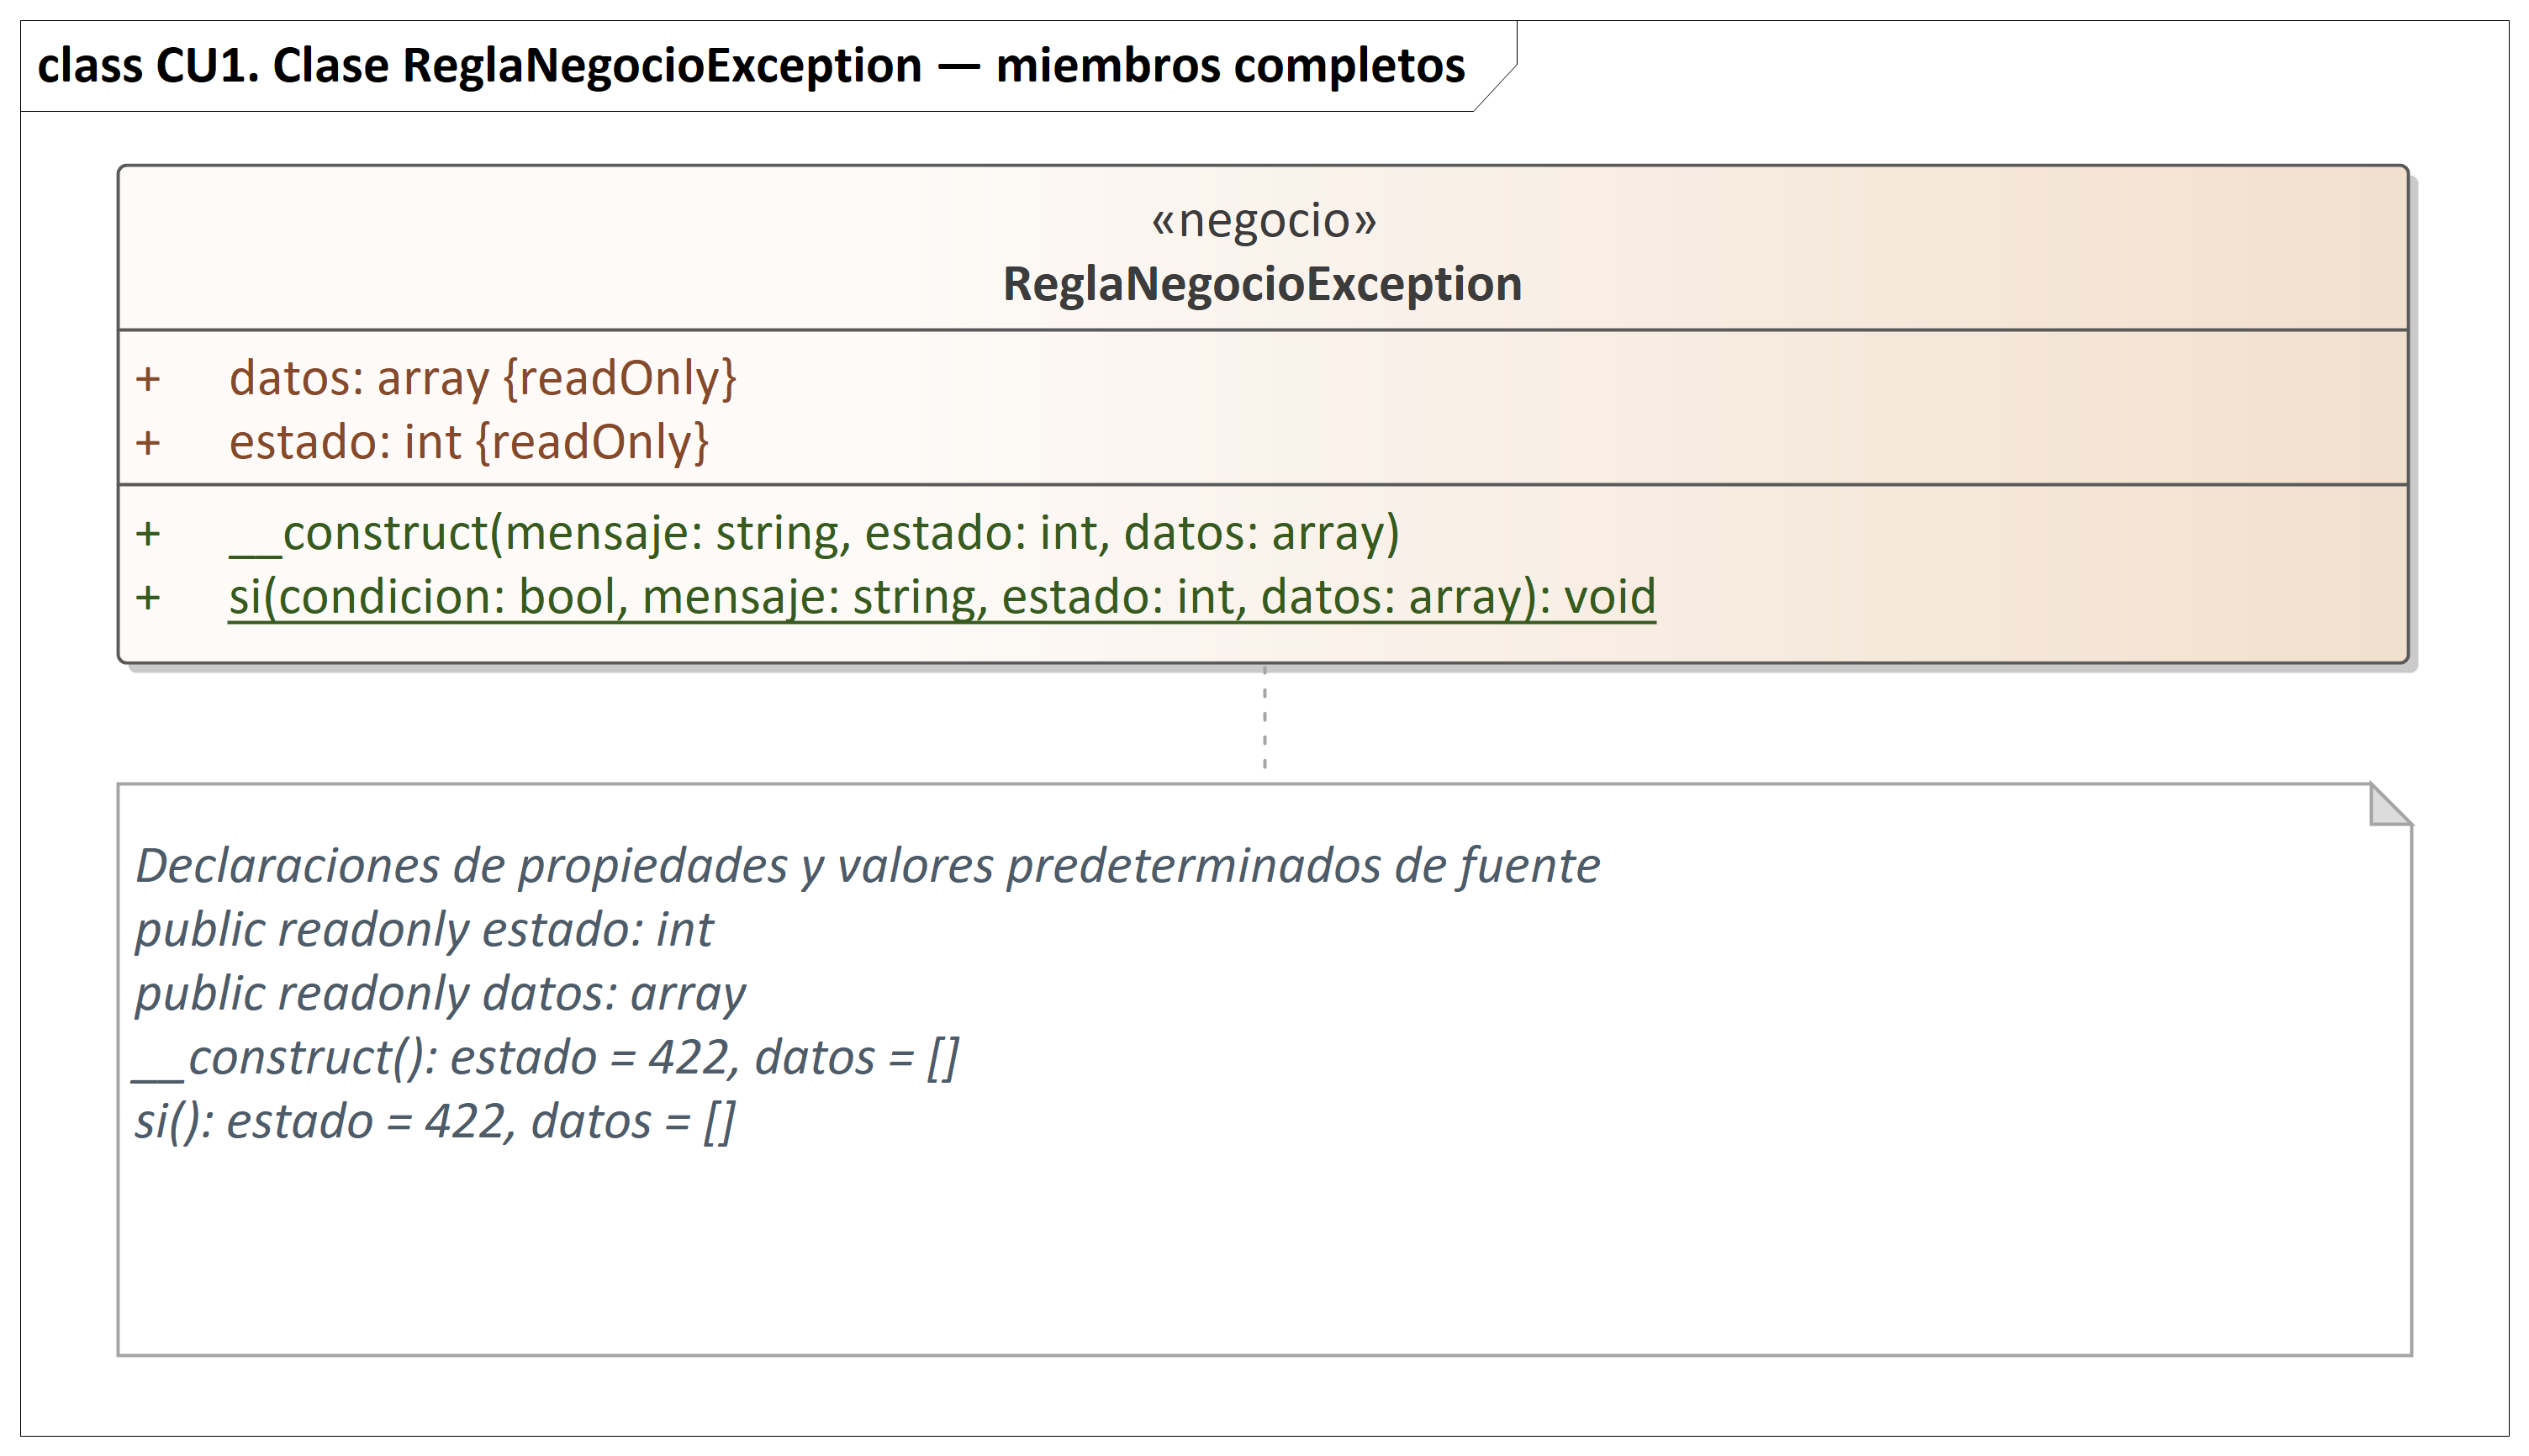 class CU1. Clase ReglaNegocioException — miembros completos
«negocio»
ReglaNegocioException
+ datos: array {readOnly}
+ estado: int {readOnly}
+ __construct(mensaje: string, estado: int, datos: array)
+ si(condicion: bool, mensaje: string, estado: int, datos: array): void
Declaraciones de propiedades y valores predeterminados de fuente
public readonly estado: int
public readonly datos: array
__construct(): estado = 422, datos = []
si(): estado = 422, datos = []